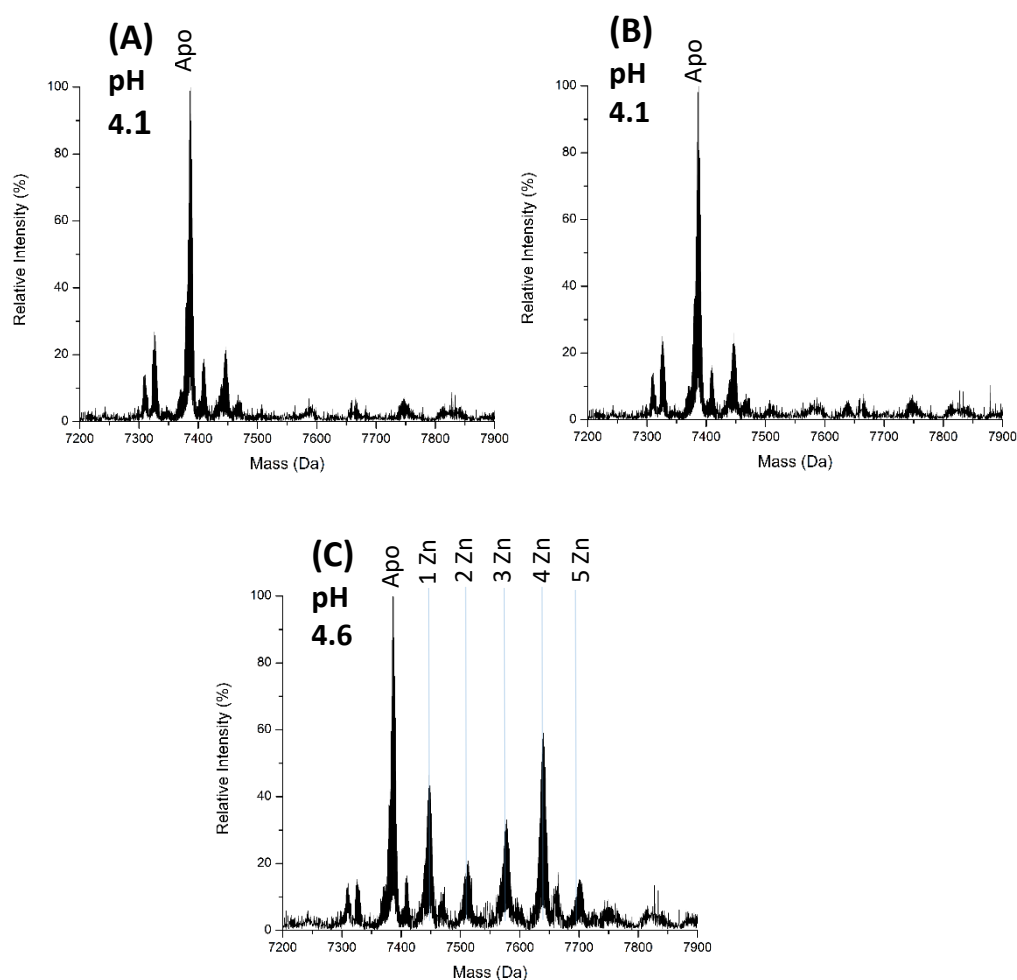 (A)
pH
4.1
Apo
100
80
60
40
20
0
Relative Intensity (%)
7200 7300 7400 7500 7600 7700 7800 7900
Mass (Da)
(B)
pH
4.1
Apo
100
80
60
40
20
0
Relative Intensity (%)
7200 7300 7400 7500 7600 7700 7800 7900
Mass (Da)
(C)
pH
4.6
Apo
1 Zn
2 Zn
3 Zn
4 Zn
5 Zn
100
80
60
40
20
0
Relative Intensity (%)
7200 7300 7400 7500 7600 7700 7800 7900
Mass (Da)